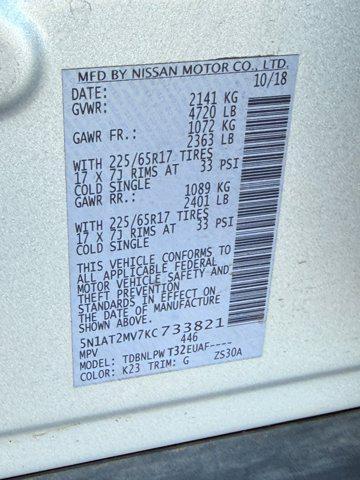 MFD BY NISSAN MOTOR CO., LTD.
DATE: 10/18
GVWR: 2141 KG
4720 LB
GAWR FR.: 1072 KG
2363 LB
WITH 225/65R17 TIRES
17 X 7J RIMS AT 33 PSI
COLD SINGLE
GAWR RR.: 1089 KG
2401 LB
WITH 225/65R17 TIRES
17 X 7J RIMS AT 33 PSI
COLD SINGLE
THIS VEHICLE CONFORMS TO
ALL APPLICABLE FEDERAL
MOTOR VEHICLE SAFETY AND
THEFT PREVENTION
STANDARDS IN EFFECT ON
THE DATE OF MANUFACTURE
5N1AT2MV7KC733821
MPV 446
MODEL: TDBNLPW T32EUAF----
COLOR: K23 TRIM: G ZS30A